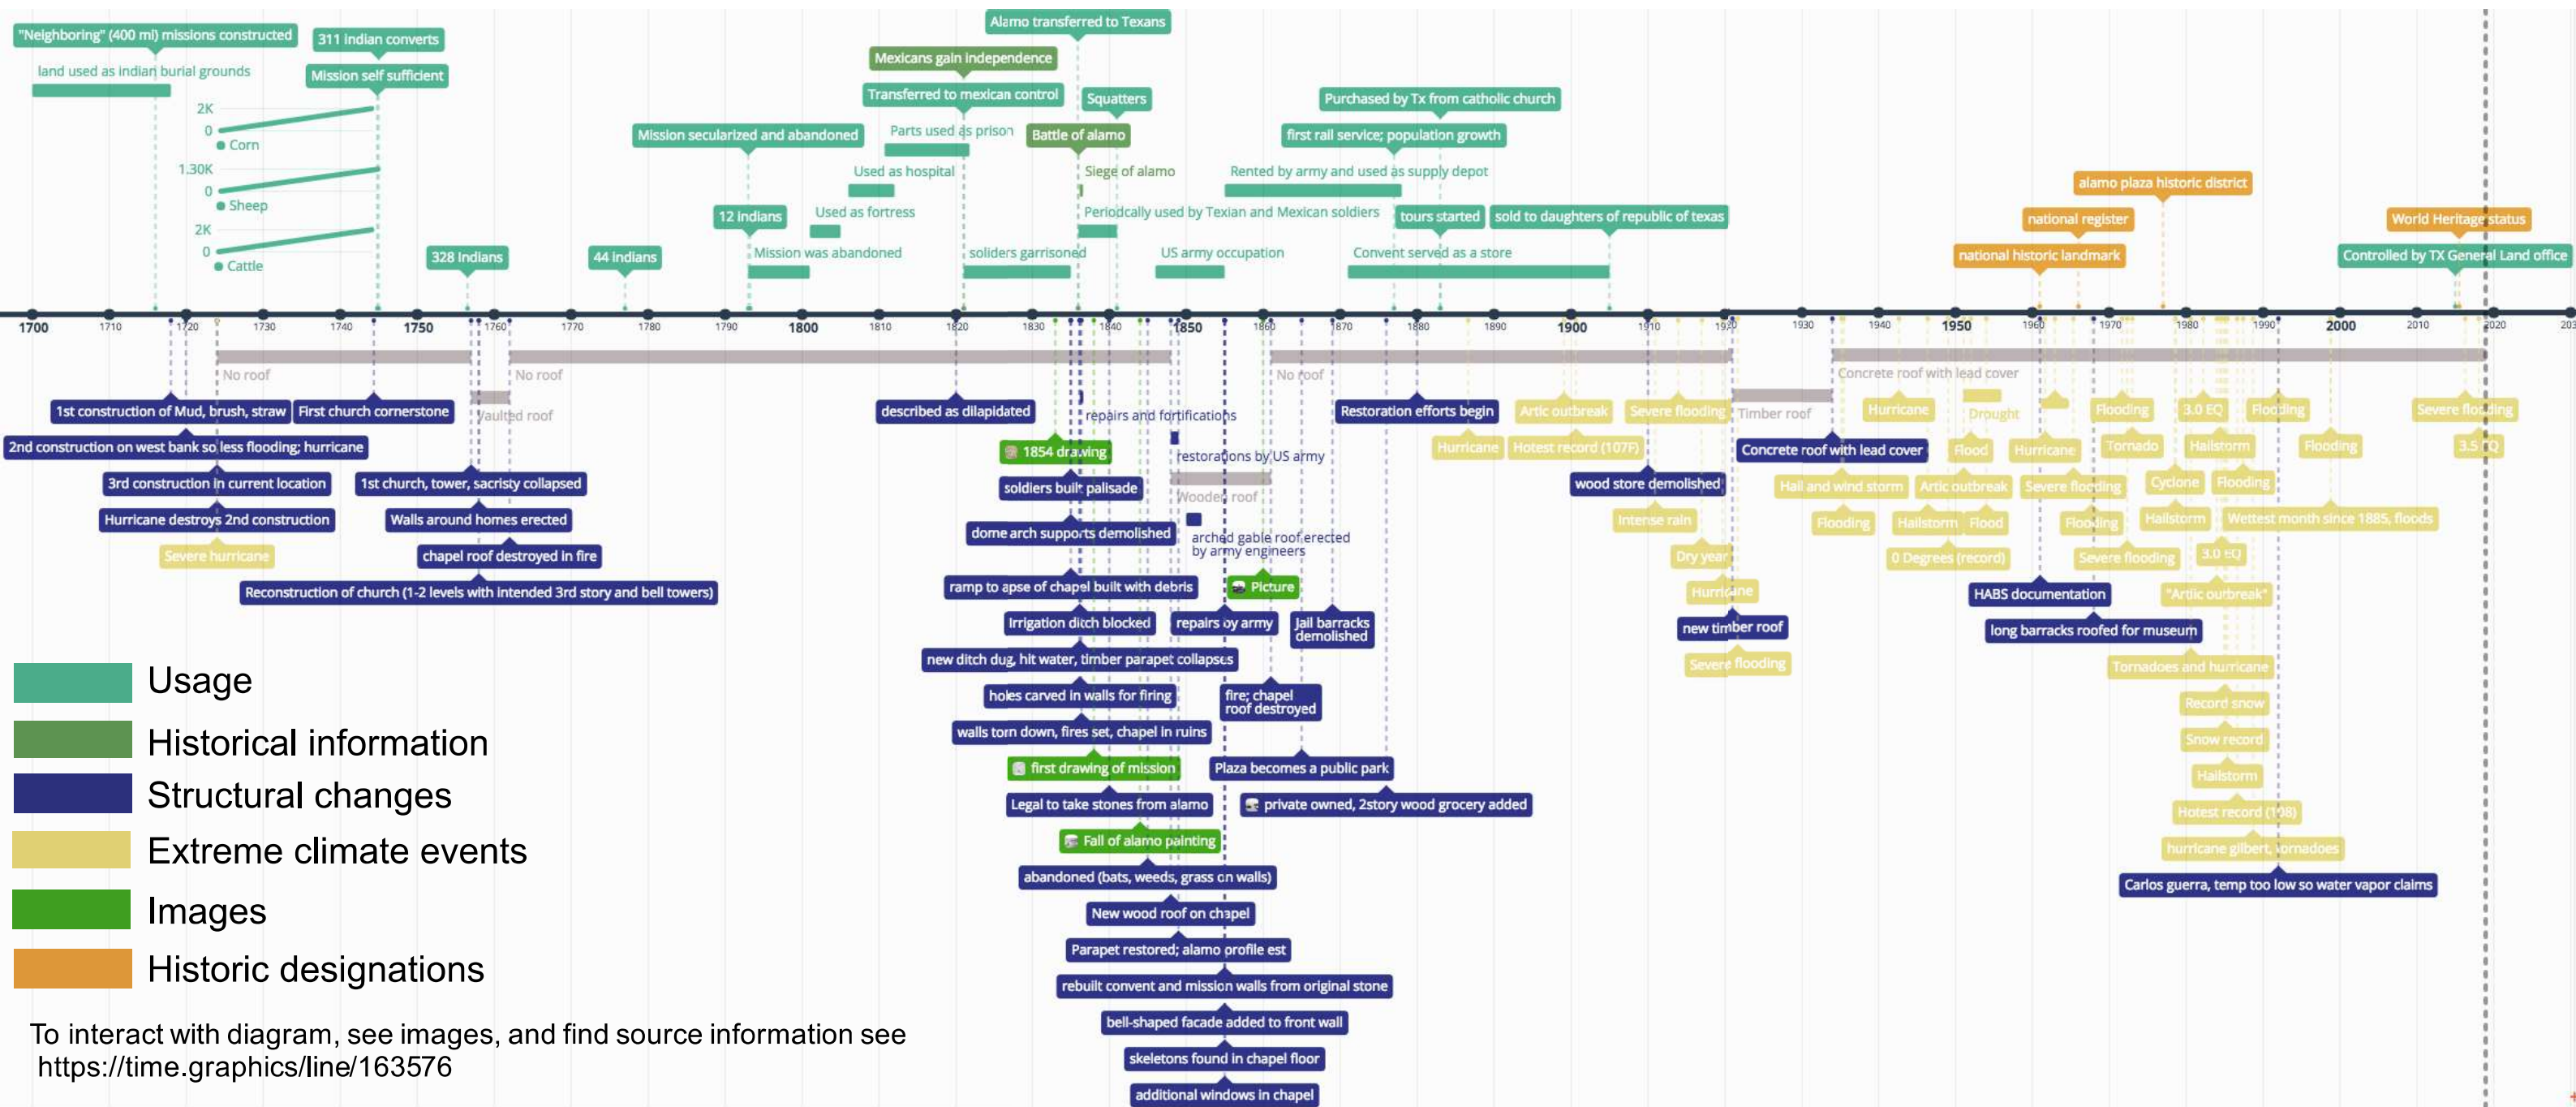 Alamo transferred to Texans
"Neighboring" (400 mi) missions constructed
311 indian converts
Mexicans gain independence
land used as indian burial grounds
Mission self sufficient
Transferred to mexican control
Squatters
Purchased by Tx from catholic church
2K
0
Corn
Mission secularized and abandoned
Parts used as prison
Battle of alamo
first rail service; population growth
1.30K
0
Sheep
Used as hospital
Siege of alamo
Rented by army and used as supply depot
alamo plaza historic district
12 indians
Used as fortress
Periodcally used by Texian and Mexican soldiers
tours started
sold to daughters of republic of texas
national register
World Heritage status
2K
0
Cattle
328 Indians
44 indians
Mission was abandoned
soliders garrisoned
US army occupation
Convent served as a store
national historic landmark
Controlled by TX General Land office
1700 1710 1720 1730 1740 1750 1760 1770 1780 1790 1800 1810 1820 1830 1840 1850 1860 1870 1880 1890 1900 1910 1920 1930 1940 1950 1960 1970 1980 1990 2000 2010 2020 203
No roof
No roof
No roof
Concrete roof with lead cover
1st construction of Mud, brush, straw
First church cornerstone
Vaulted roof
described as dilapidated
repairs and fortifications
Restoration efforts begin
Artic outbreak
Severe flooding
Timber roof
Hurricane
Drought
Flooding
3.0 EQ
Flooding
Severe flooding
2nd construction on west bank so less flooding; hurricane
1854 drawing
restorations by US army
Hurricane
Hotest record (107F)
Concrete roof with lead cover
Flood
Hurricane
Tornado
Hailstorm
Flooding
3.5 EQ
3rd construction in current location
1st church, tower, sacristy collapsed
soldiers built palisade
Wooden roof
wood store demolished
Hail and wind storm
Artic outbreak
Severe flooding
Cyclone
Flooding
Hurricane destroys 2nd construction
Walls around homes erected
dome arch supports demolished
arched gable roof erected
by army engineers
Intense rain
Flooding
Hailstorm
Flood
Flooding
Hailstorm
Wettest month since 1885, floods
Severe hurricane
chapel roof destroyed in fire
Dry year
0 Degrees (record)
Severe flooding
3.0 EQ
Reconstruction of church (1-2 levels with intended 3rd story and bell towers)
ramp to apse of chapel built with debris
Picture
Hurricane
HABS documentation
"Artiic outbreak"
Irrigation ditch blocked
repairs by army
Jail barracks
demolished
new timber roof
long barracks roofed for museum
new ditch dug, hit water, timber parapet collapses
Severe flooding
Tornadoes and hurricane
holes carved in walls for firing
fire; chapel
roof destroyed
Record snow
walls torn down, fires set, chapel in ruins
Snow record
first drawing of mission
Plaza becomes a public park
Hailstorm
Legal to take stones from alamo
private owned, 2story wood grocery added
Hotest record (108)
Fall of alamo painting
hurricane gilbert, tornadoes
abandoned (bats, weeds, grass on walls)
Carlos guerra, temp too low so water vapor claims
New wood roof on chapel
Parapet restored; alamo profile est
rebuilt convent and mission walls from original stone
bell-shaped facade added to front wall
skeletons found in chapel floor
additional windows in chapel
Usage
Historical information
Structural changes
Extreme climate events
Images
Historic designations
To interact with diagram, see images, and find source information see
https://time.graphics/line/163576